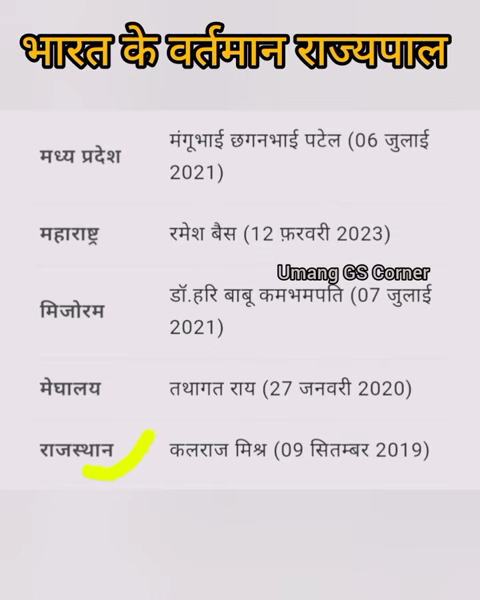 भारत के वर्तमान राज्यपाल
मध्य प्रदेश मंगूभाई छगनभाई पटेल (06 जुलाई
2021)
महाराष्ट्र रमेश बैस (12 फ़रवरी 2023)
Umang GS Corner
मिजोरम डॉ.हरि बाबू कमभमपति (07 जुलाई
2021)
मेघालय तथागत राय (27 जनवरी 2020)
राजस्थान कलराज मिश्र (09 सितम्बर 2019)